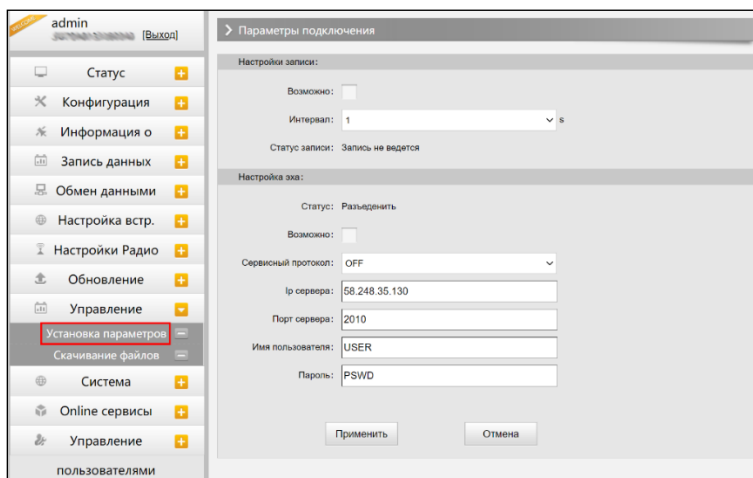 admin
[Выход]
Статус
Конфигурация
Информация о
Запись данных
Обмен данными
Настройка встр.
Настройки Радио
Обновление
Управление
Установка параметров
Скачивание файлов
Система
Online сервисы
Управление
пользователями
Параметры подключения
Настройки записи:
Возможно:
Интервал: 1 s
Статус записи: Запись не ведется
Настройка эха:
Статус: Разъеденить
Возможно:
Сервисный протокол: OFF
Ip сервера: 58.248.35.130
Порт сервера: 2010
Имя пользователя: USER
Пароль: PSWD
Применить Отмена